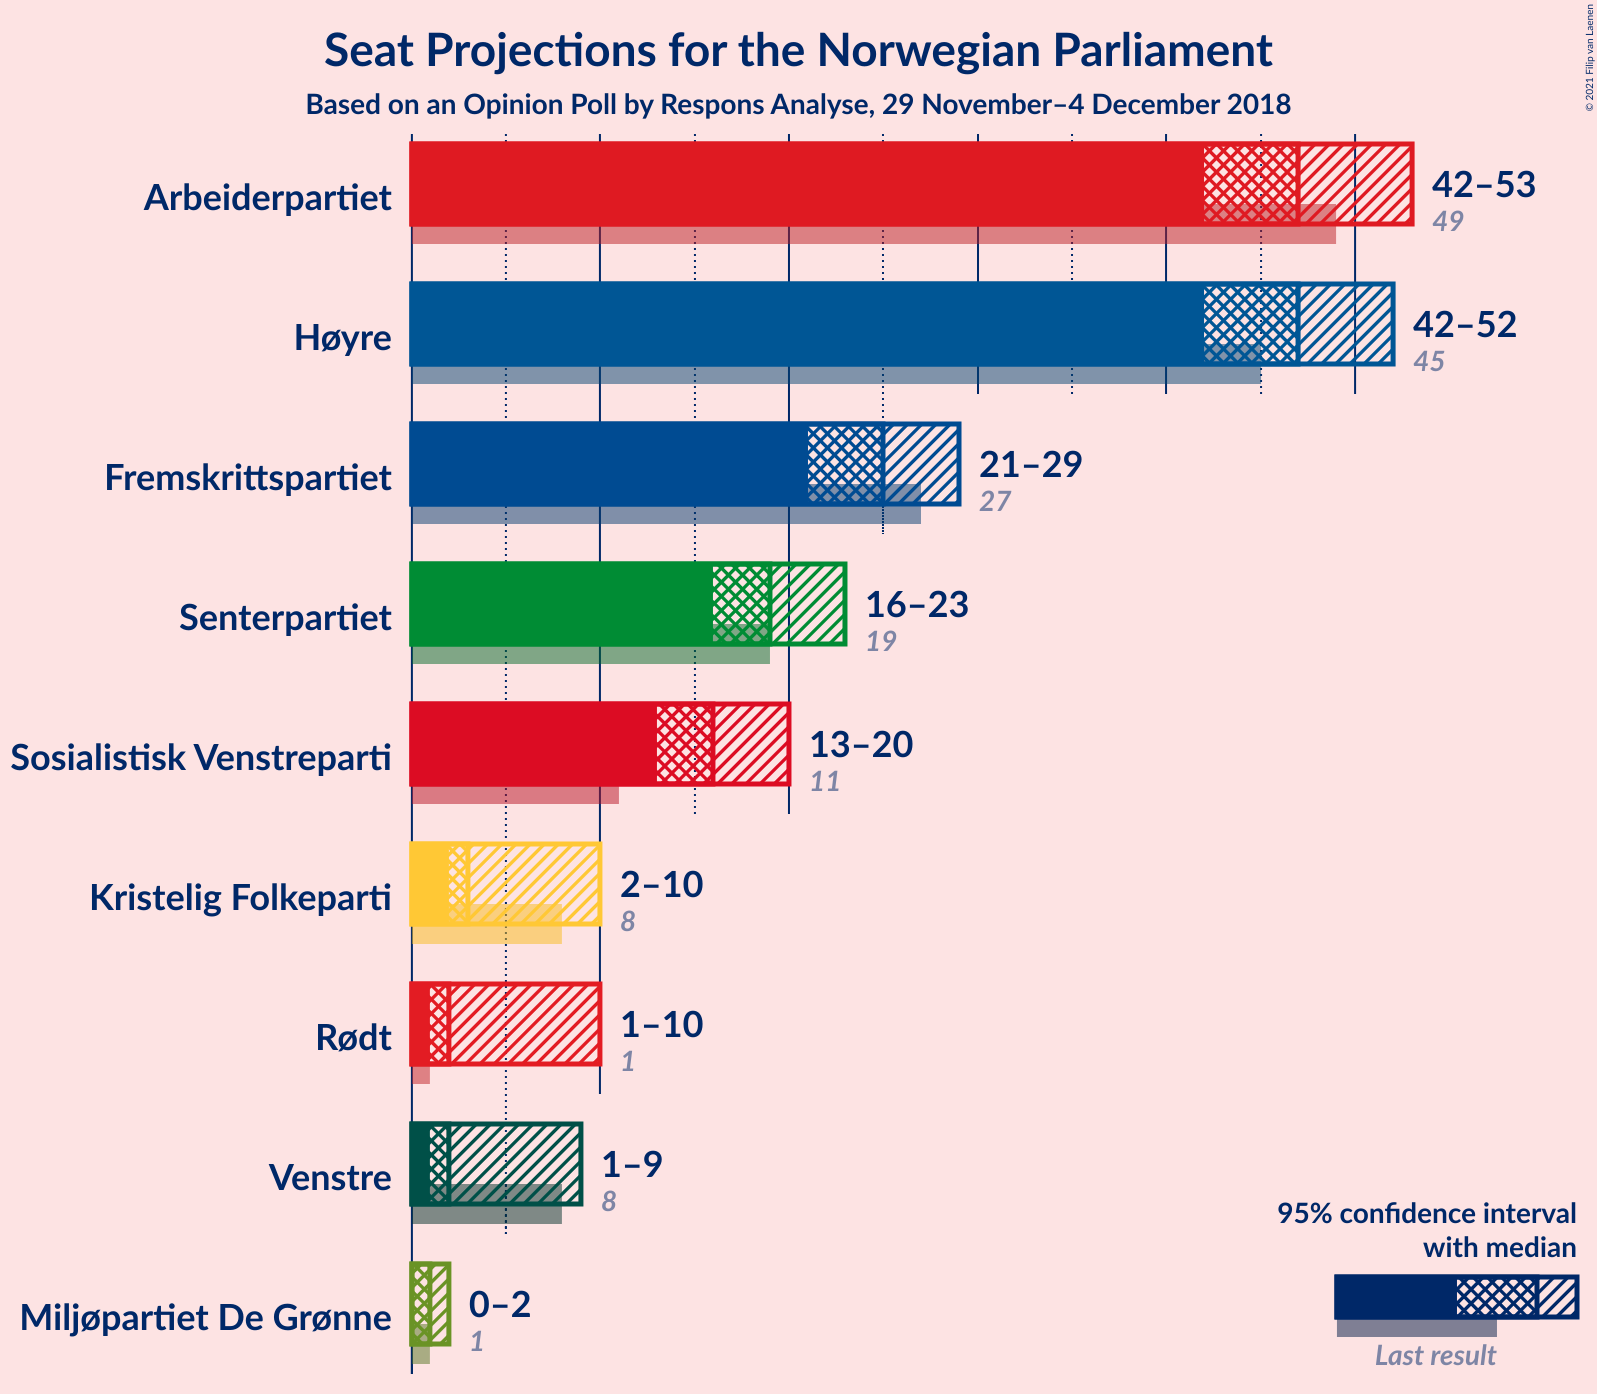 Seat Projections for the Norwegian Parliament
Based on an Opinion Poll by Respons Analyse, 29 November–4 December 2018
© 2021 Filip van Laenen
Arbeiderpartiet
42–53
49
Høyre
42–52
45
Fremskrittspartiet
21–29
27
Senterpartiet
16–23
19
Sosialistisk Venstreparti
13–20
11
Kristelig Folkeparti
2–10
8
Rødt
1–10
1
Venstre
1–9
8
Miljøpartiet De Grønne
0–2
1
95% confidence interval
with median
Last result